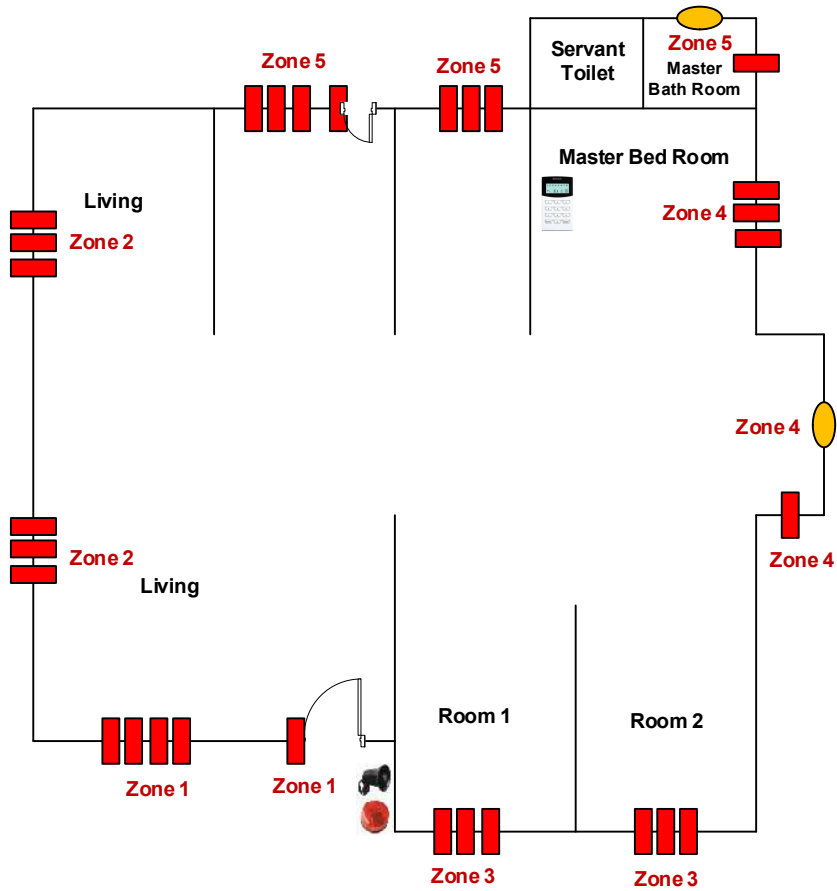 Servant
Toilet
Zone 5
Master
Bath Room
Zone 5
Zone 5
Master Bed Room
Living
Zone 4
Zone 2
Zone 4
Zone 2
Zone 4
Living
Room 1
Room 2
Zone 1
Zone 1
Zone 3
Zone 3